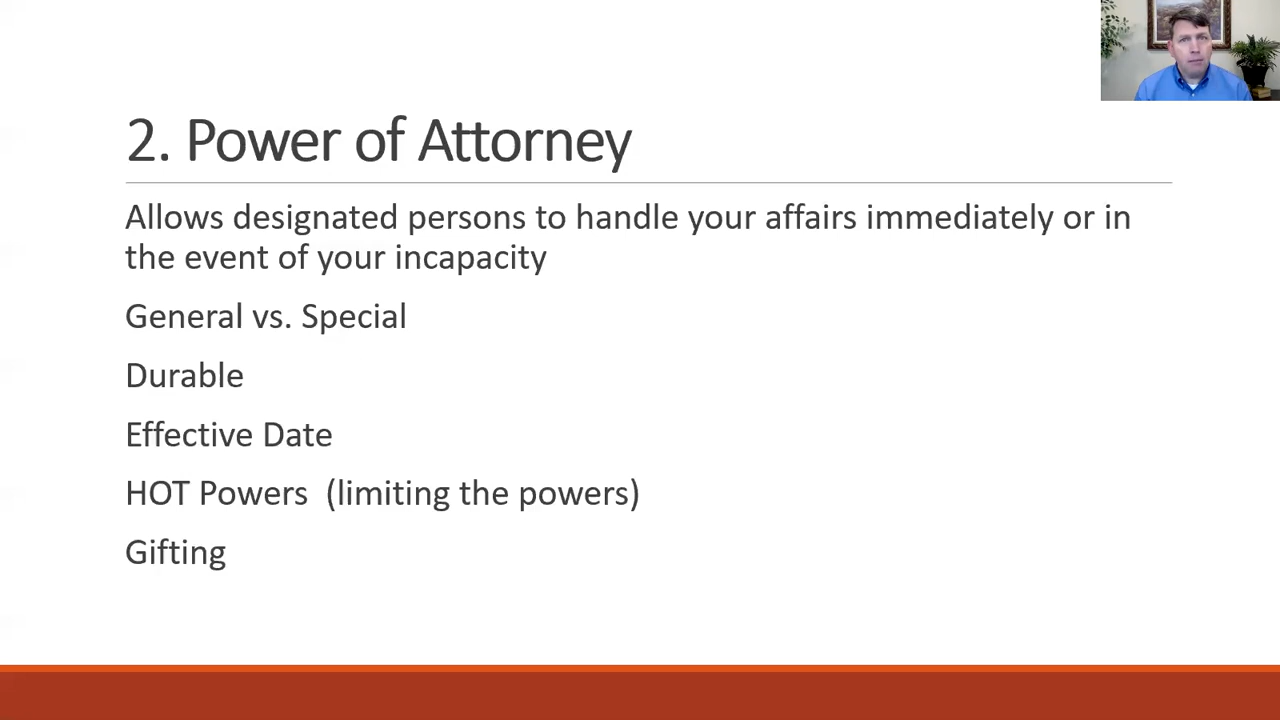 2. Power of Attorney
Allows designated persons to handle your affairs immediately or in
the event of your incapacity
General vs. Special
Durable
Effective Date
HOT Powers  (limiting the powers)
Gifting